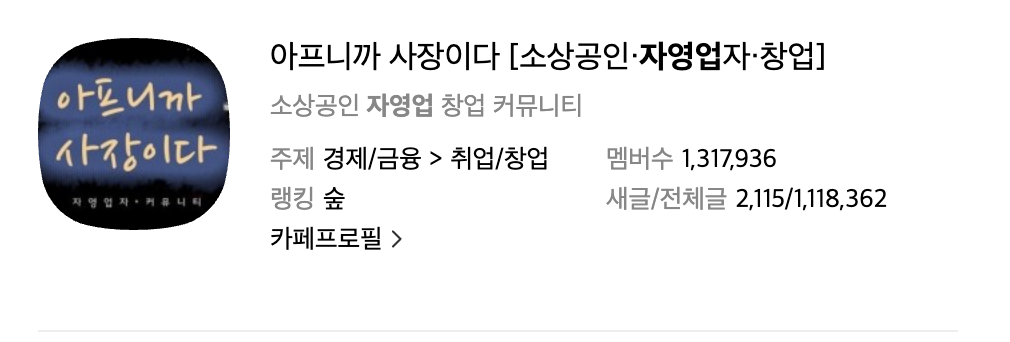 아프니까
사장이다
자영업자·커뮤니티
아프니까 사장이다 [소상공인·자영업자·창업]
소상공인 자영업 창업 커뮤니티
주제 경제/금융 > 취업/창업
멤버수 1,317,936
랭킹 숲
새글/전체글 2,115/1,118,362
카페프로필 >